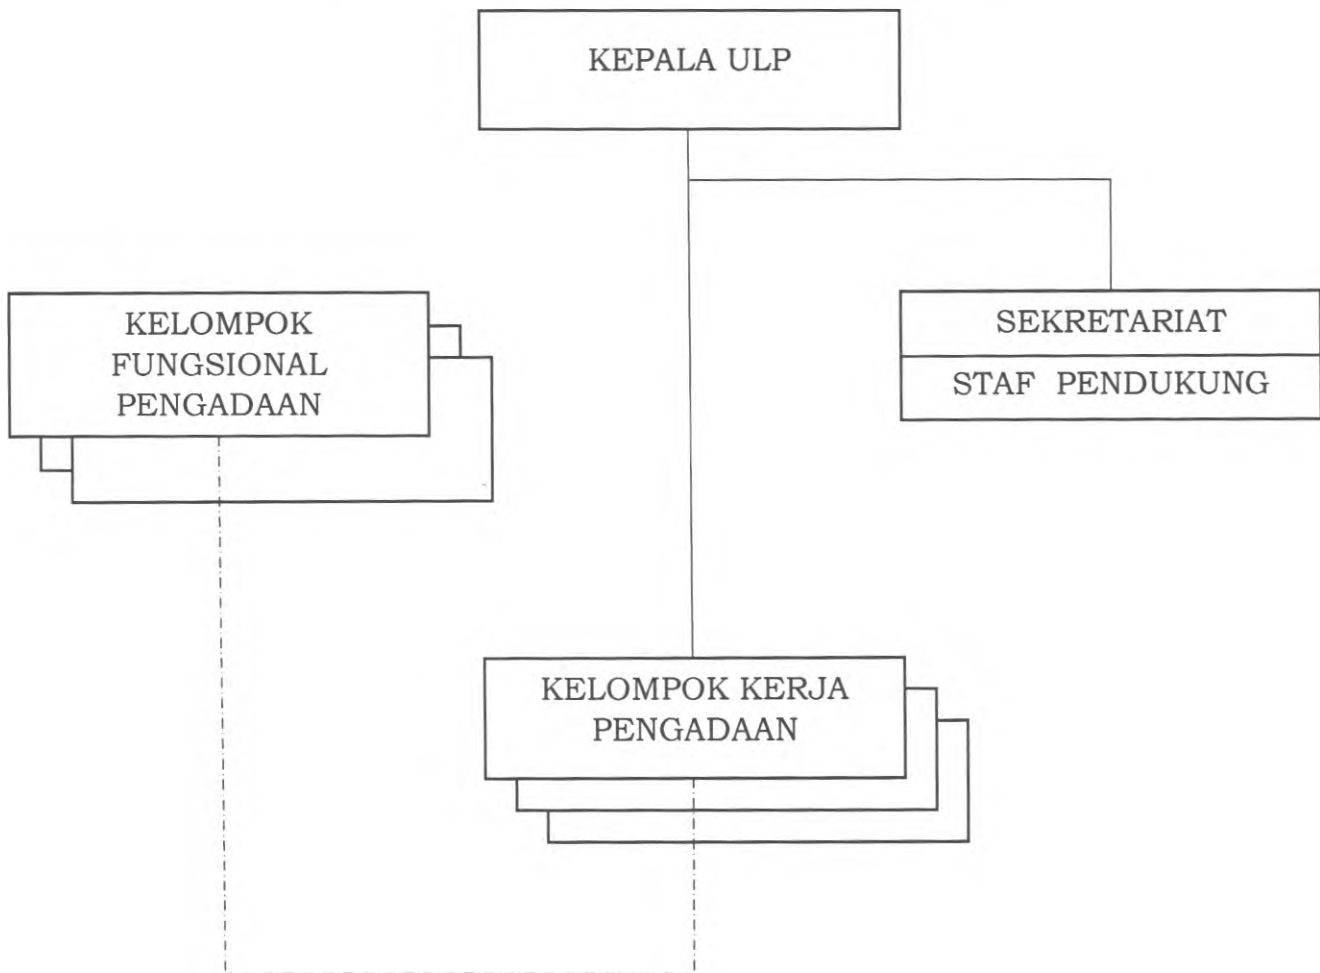 KEPALA ULP
KELOMPOK
FUNGSIONAL
PENGADAAN
SEKRETARIAT
STAF PENDUKUNG
KELOMPOK KERJA
PENGADAAN